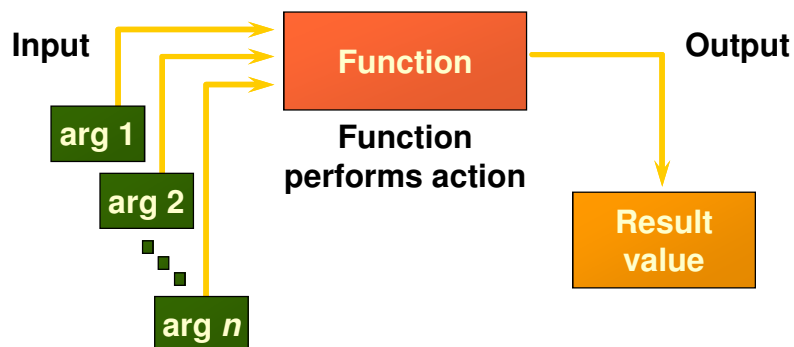 Input
Function
Output
arg 1
Function
performs action
arg 2
Result
value
arg n